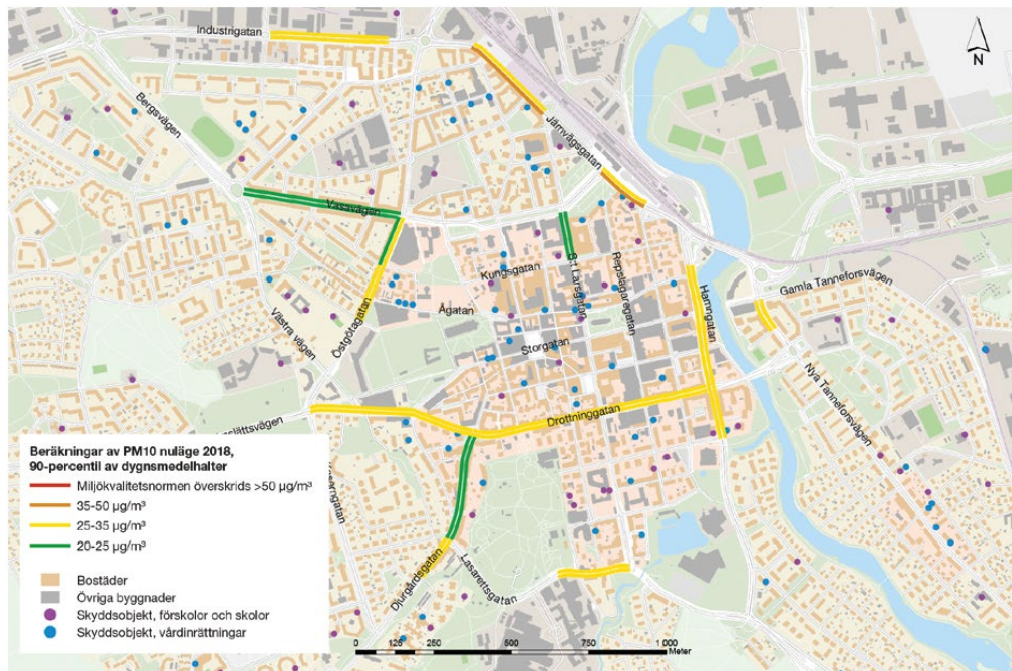 Industrigatan
N
Bergsvägen
Järnvägsgatan
Vasavägen
Kungsgatan
S:t Larsgatan
Repslagaregatan
Hamngatan
Gamla Tanneforsvägen
Östgötagatan
Ågatan
Västra vägen
Storgatan
Nya Tanneforsvägen
Drottninggatan
Djurgårdsgatan
Lasarettsgatan
Beräkningar av PM10 nuläge 2018,
90-percentil av dygnsmedelhalter
Miljökvalitetsnormen överskrids >50 µg/m³
35-50 µg/m³
25-35 µg/m³
20-25 µg/m³
Bostäder
Övriga byggnader
Skyddsobjekt, förskolor och skolor
Skyddsobjekt, vårdinrättningar
0 125 250 500 750 1 000
Meter